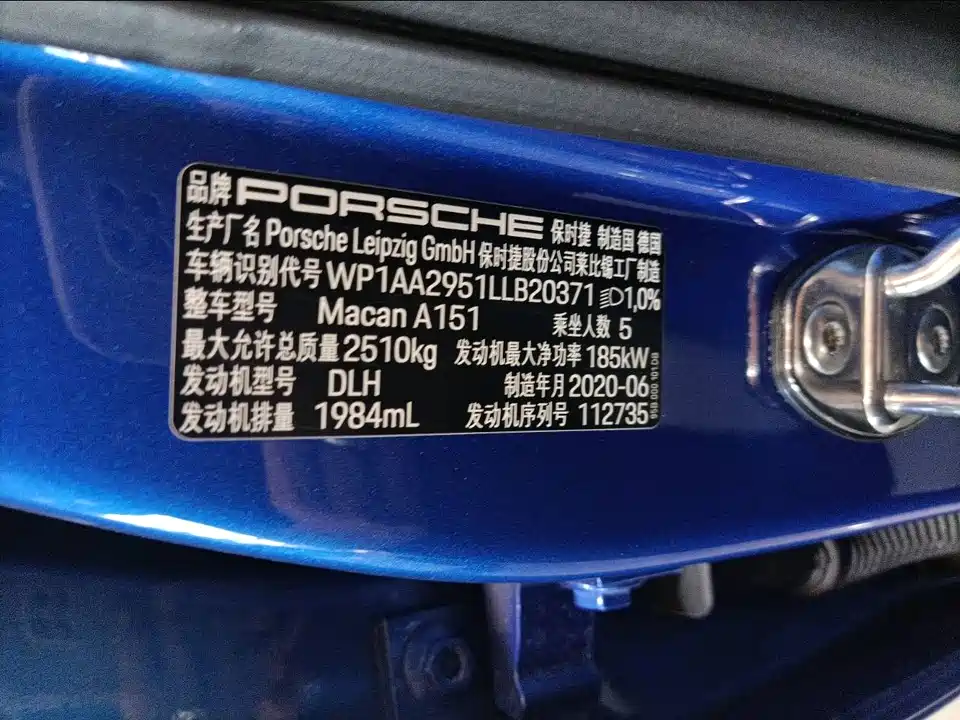 品牌 PORSCHE 保时捷 制造国 德国
生产厂名 Porsche Leipzig GmbH 保时捷股份公司莱比锡工厂制造
车辆识别代号 WP1AA2951LLB20371 1,0%
整车型号 Macan A151 乘坐人数 5
最大允许总质量 2510kg 发动机最大净功率 185kW
发动机型号 DLH 制造年月 2020-06
发动机排量 1984mL 发动机序列号 112735